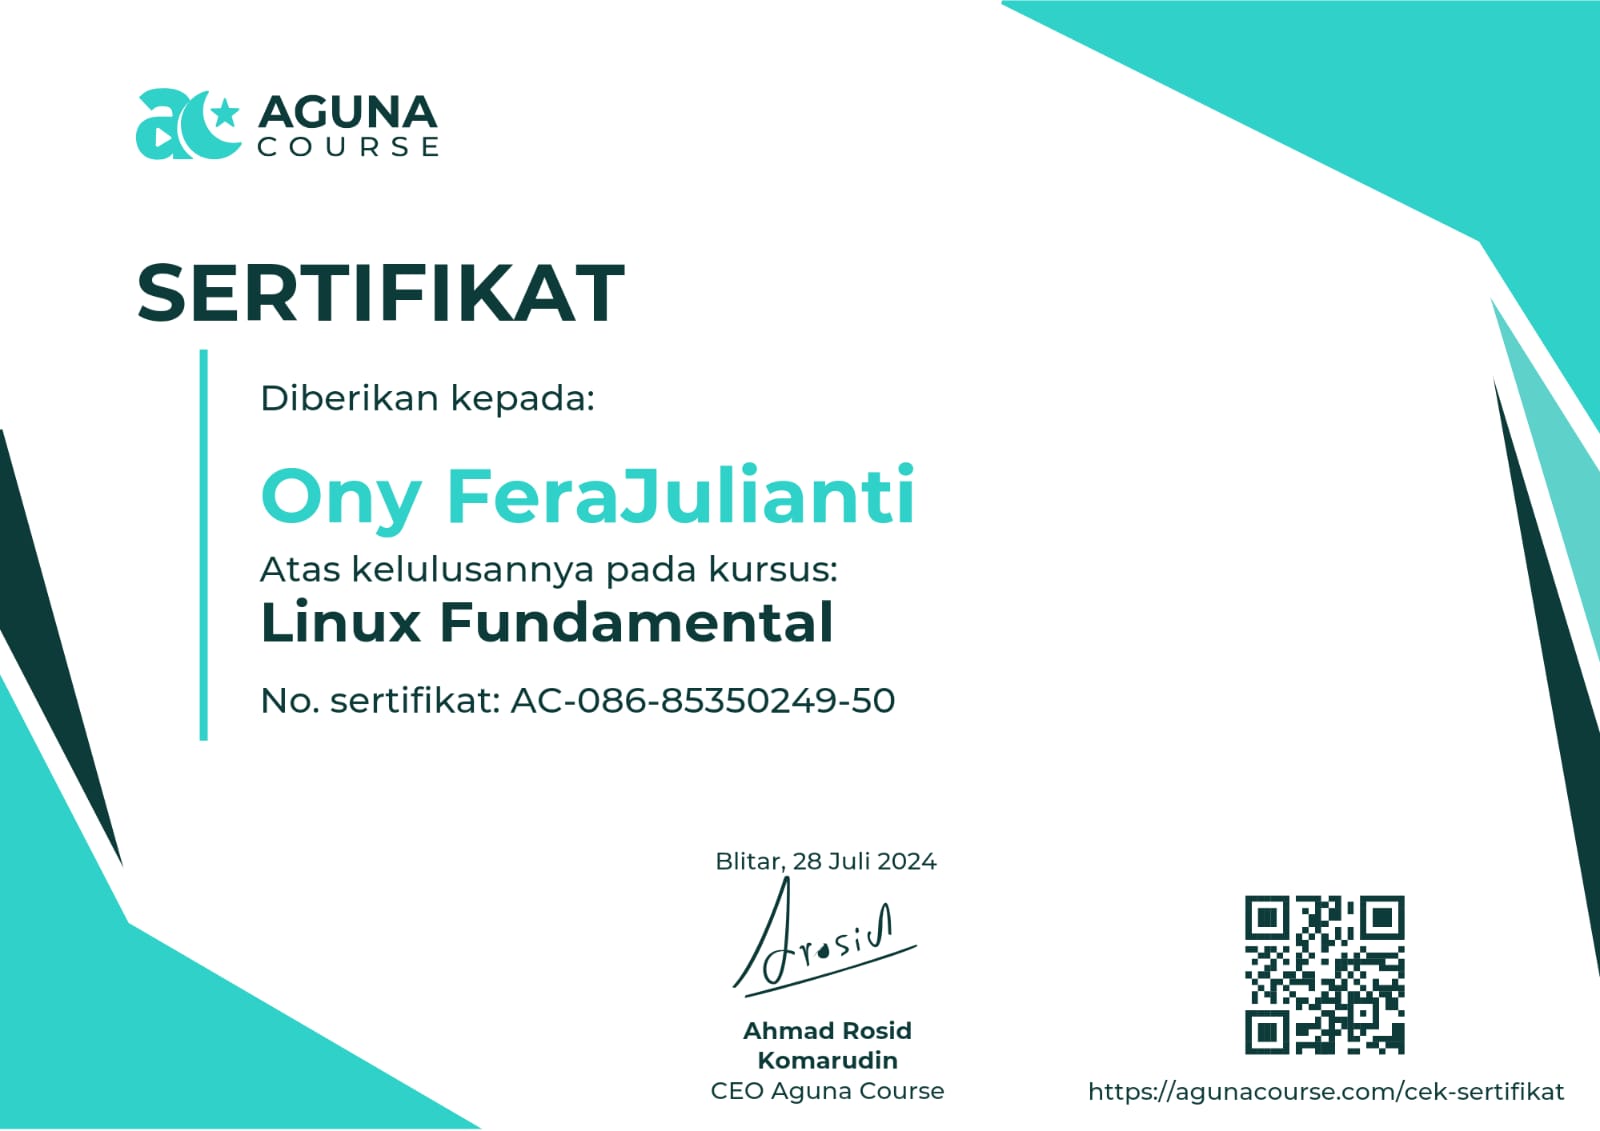 AGUNA
COURSE
SERTIFIKAT
Diberikan kepada:
Ony FeraJulianti
Atas kelulusannya pada kursus:
Linux Fundamental
No. sertifikat: AC-086-85350249-50
Blitar, 28 Juli 2024
Arosid
Ahmad Rosid
Komarudin
CEO Aguna Course
https://agunacourse.com/cek-sertifikat